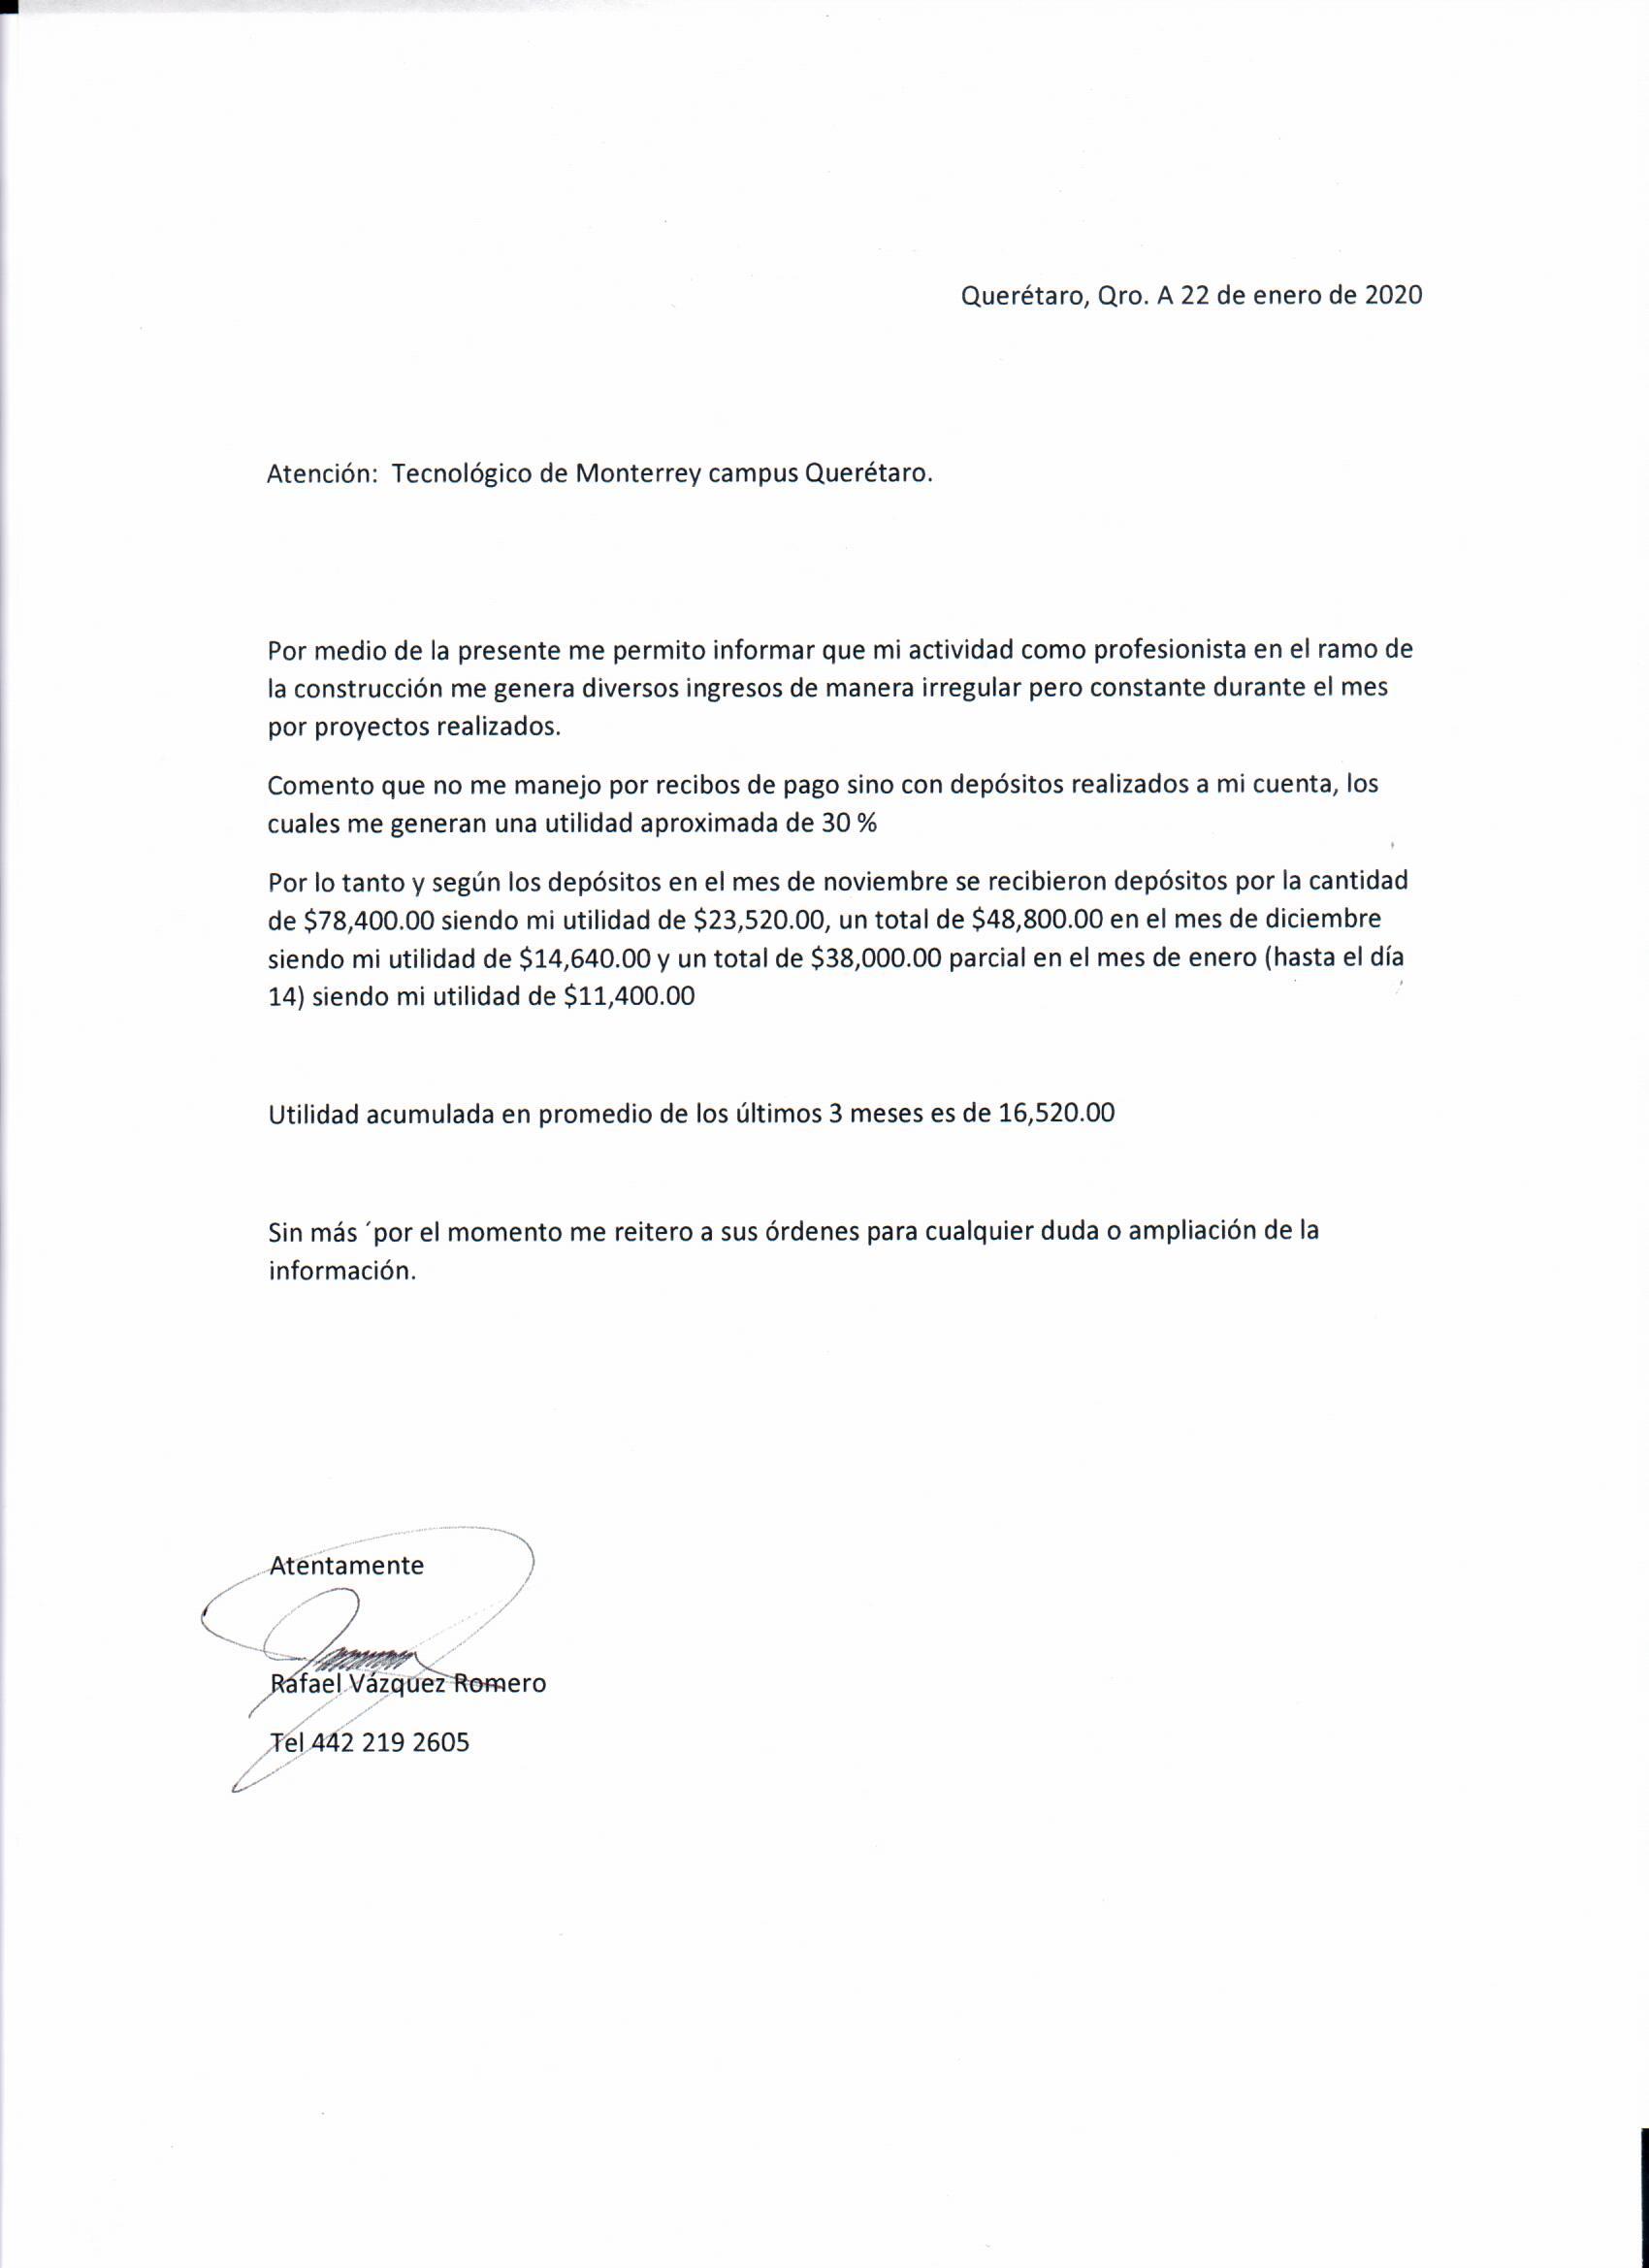 Querétaro, Qro. A 22 de enero de 2020
Atención:  Tecnológico de Monterrey campus Querétaro.
Por medio de la presente me permito informar que mi actividad como profesionista en el ramo de
la construcción me genera diversos ingresos de manera irregular pero constante durante el mes
por proyectos realizados.
Comento que no me manejo por recibos de pago sino con depósitos realizados a mi cuenta, los
cuales me generan una utilidad aproximada de 30 %
Por lo tanto y según los depósitos en el mes de noviembre se recibieron depósitos por la cantidad
de $78,400.00 siendo mi utilidad de $23,520.00, un total de $48,800.00 en el mes de diciembre
siendo mi utilidad de $14,640.00 y un total de $38,000.00 parcial en el mes de enero (hasta el día
14) siendo mi utilidad de $11,400.00
Utilidad acumulada en promedio de los últimos 3 meses es de 16,520.00
Sin más ´por el momento me reitero a sus órdenes para cualquier duda o ampliación de la
información.
Atentamente
Rafael Vázquez Romero
Tel 442 219 2605